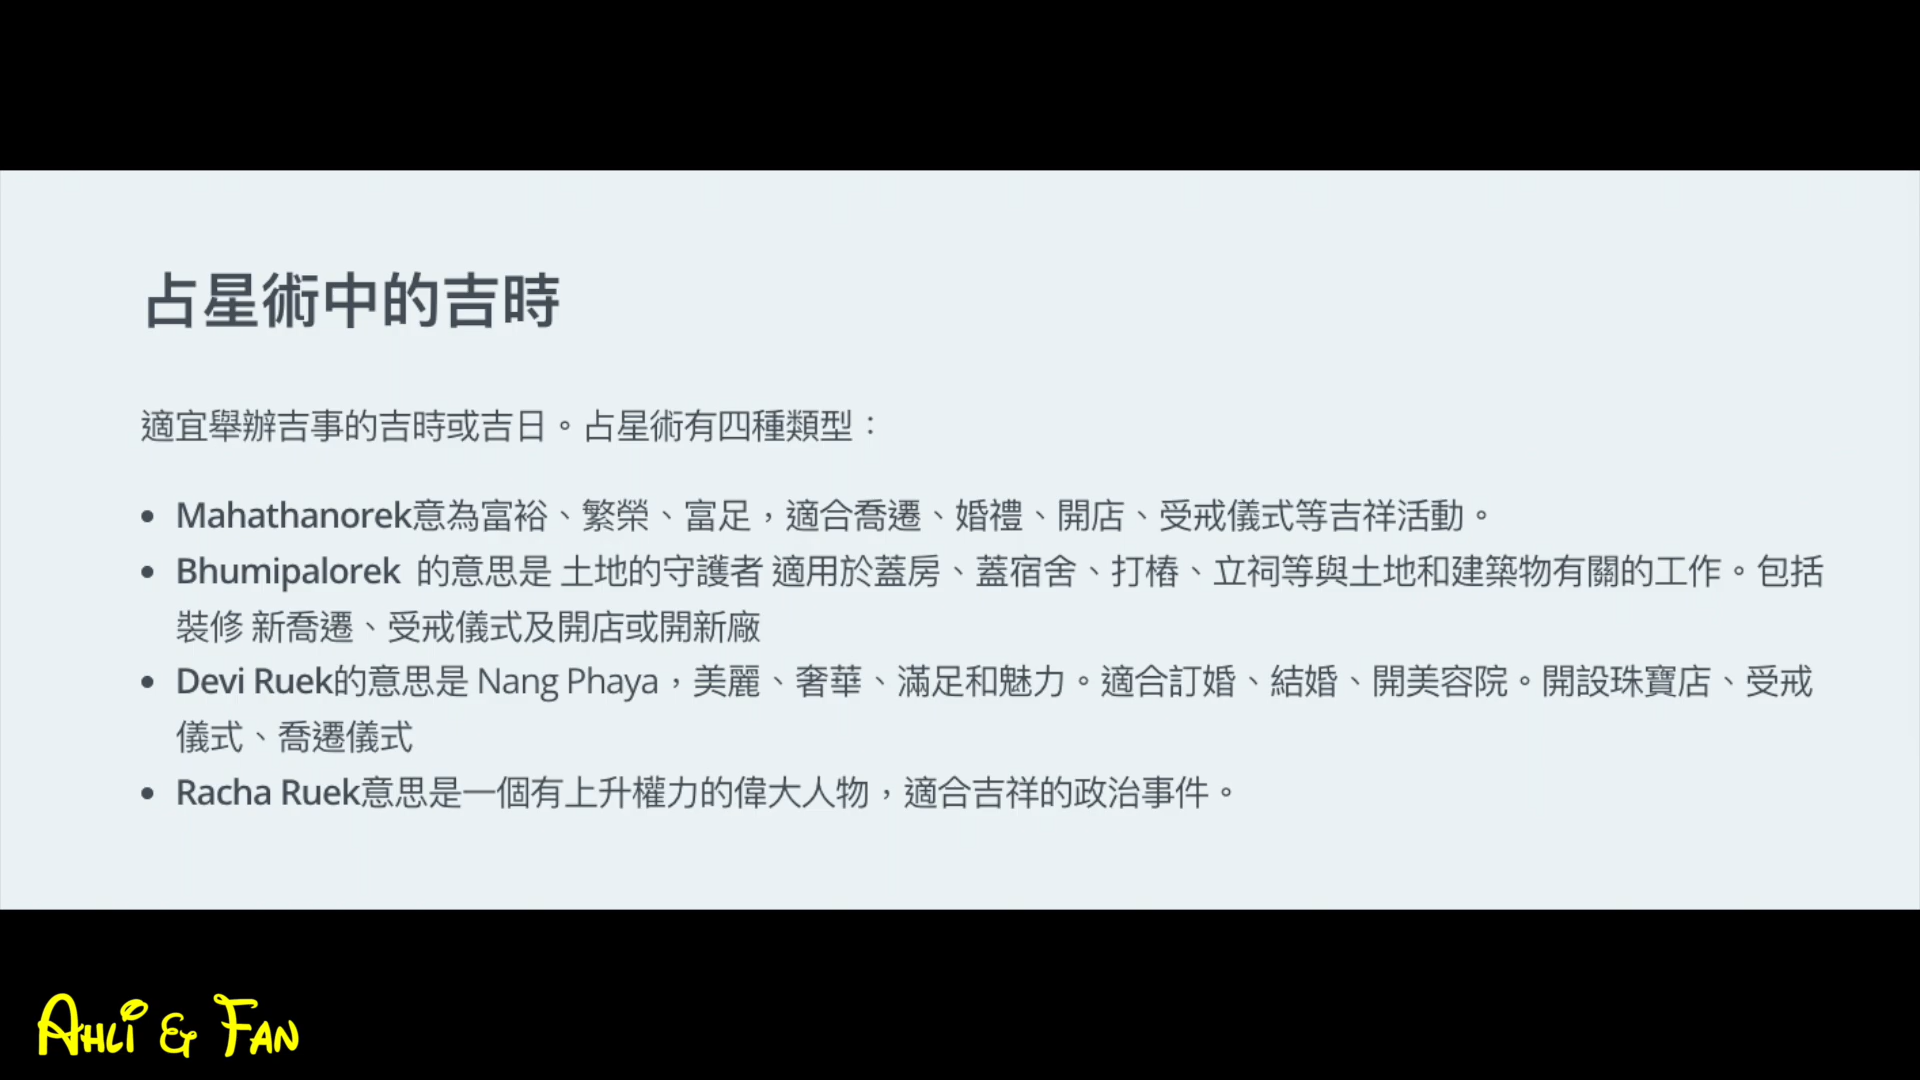 占星術中的吉時
適宜舉辦吉事的吉時或吉日。占星術有四種類型：
• Mahathanorek意為富裕、繁榮、富足，適合喬遷、婚禮、開店、受戒儀式等吉祥活動。
• Bhumipalorek 的意思是 土地的守護者 適用於蓋房、蓋宿舍、打樁、立祠等與土地和建築物有關的工作。包括
裝修 新喬遷、受戒儀式及開店或開新廠
• Devi Ruek的意思是 Nang Phaya，美麗、奢華、滿足和魅力。適合訂婚、結婚、開美容院。開設珠寶店、受戒
儀式、喬遷儀式
• Racha Ruek意思是一個有上升權力的偉大人物，適合吉祥的政治事件。
Ahli & Fan